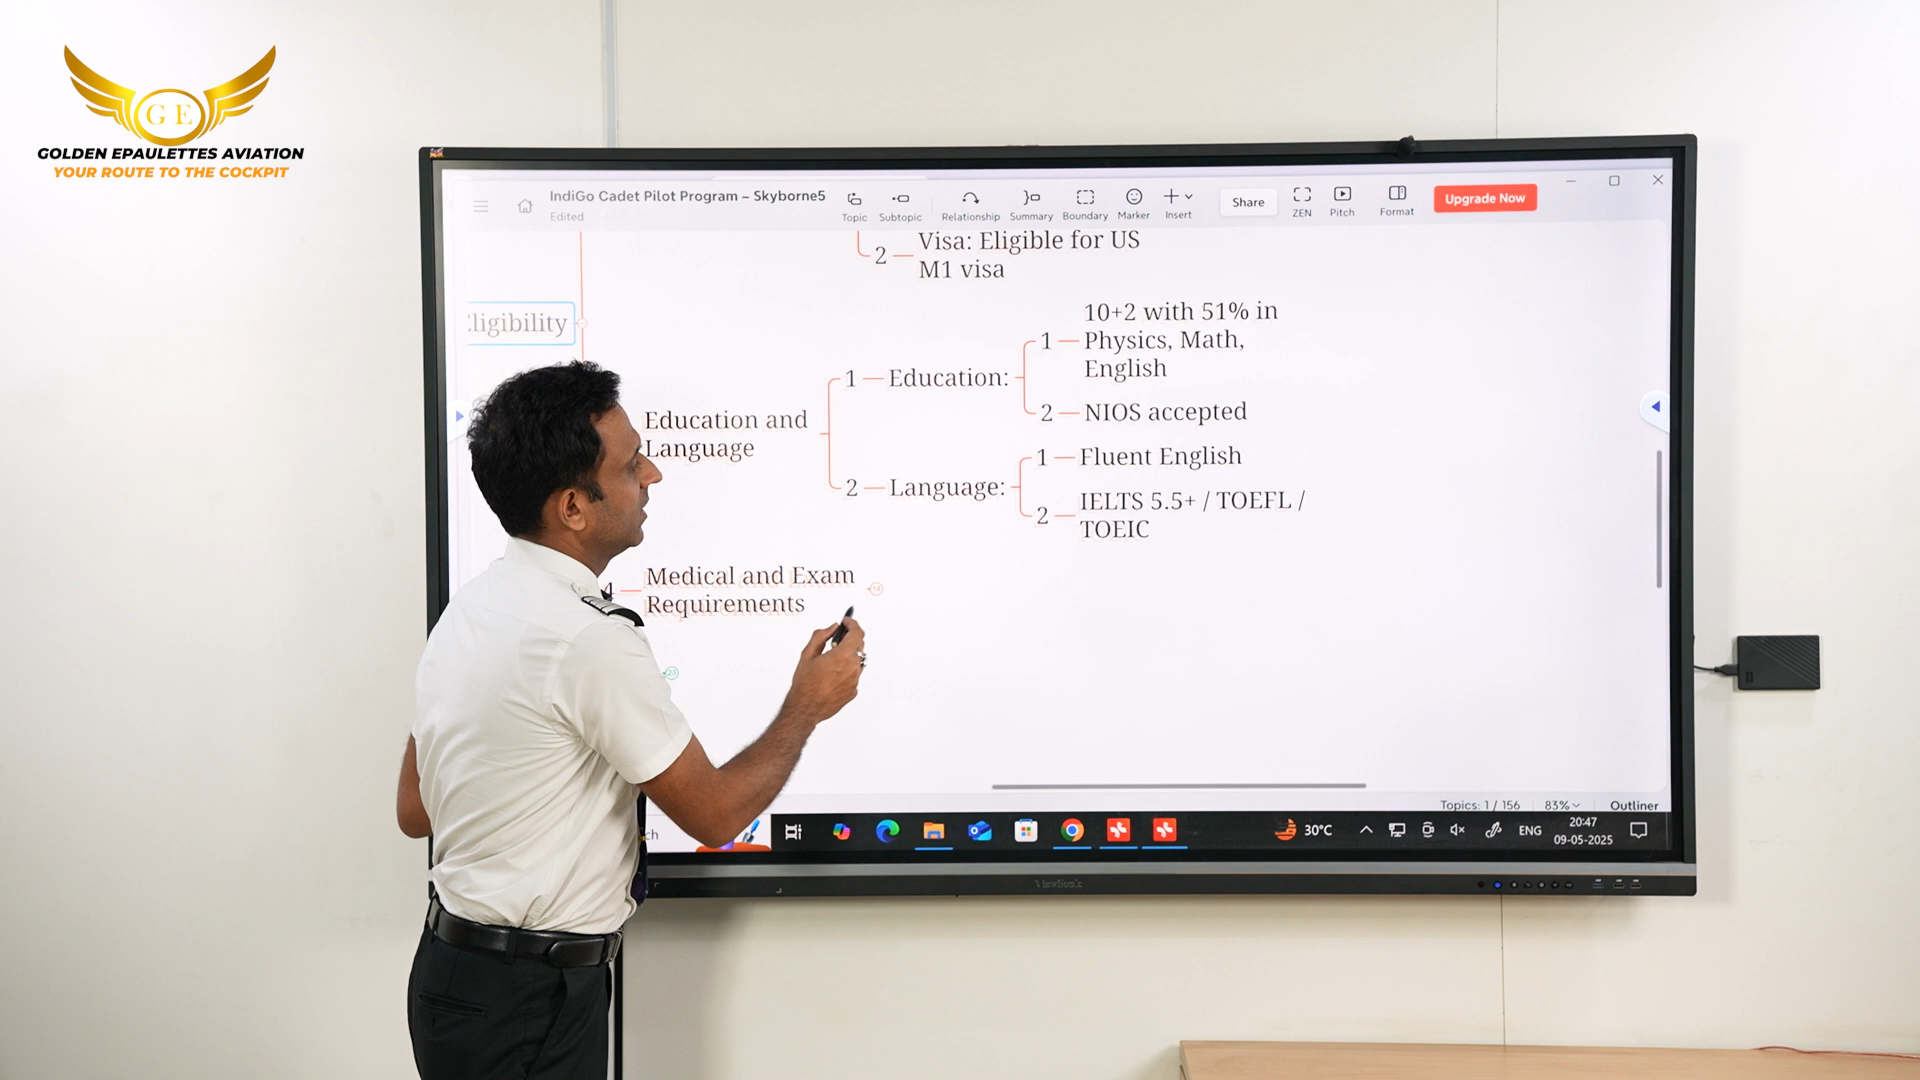 G E
GOLDEN EPAULETTES AVIATION
YOUR ROUTE TO THE COCKPIT
IndiGo Cadet Pilot Program – Skyborne5
Edited
Topic
Subtopic
Relationship
Summary
Boundary
Marker
Insert
Share
ZEN
Pitch
Format
Upgrade Now
2
Visa: Eligible for US
M1 visa
ligibility
Education and
Language
1
Education:
1
10+2 with 51% in
Physics, Math,
English
2
NIOS accepted
2
Language:
1
Fluent English
2
IELTS 5.5+ / TOEFL /
TOEIC
4
Medical and Exam
Requirements
Topics: 1 / 156
83%
Outliner
ch
30°C
ENG
20:47
09-05-2025
ViewSonic